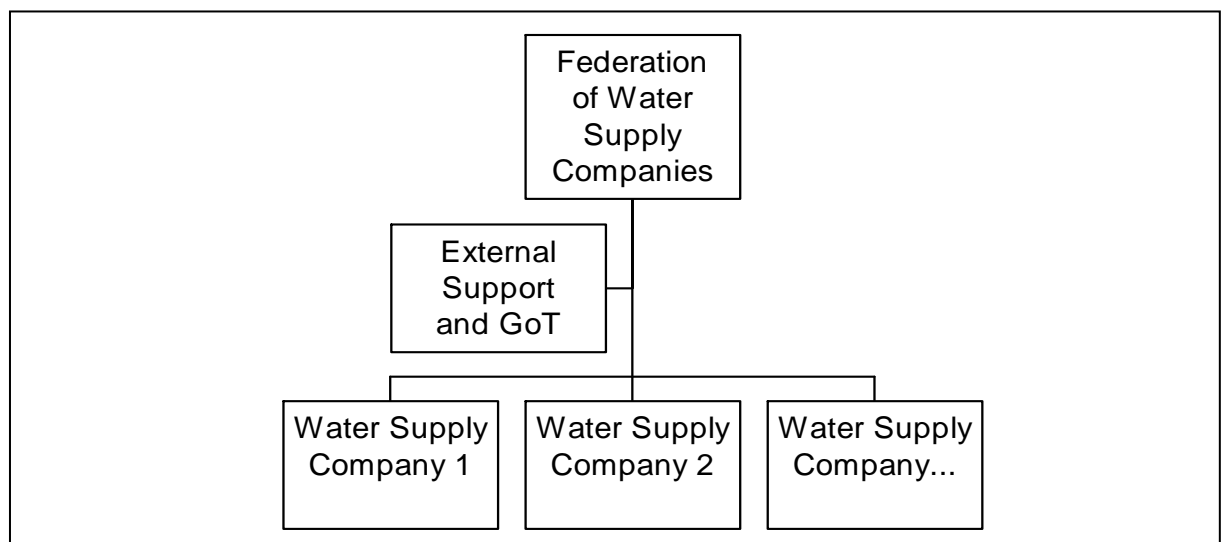 Federation
of Water
Supply
Companies
External
Support
and GoT
Water Supply
Company 1
Water Supply
Company 2
Water Supply
Company...